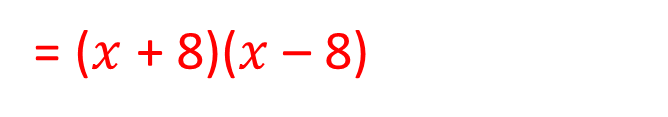 = (x + 8)(x − 8)